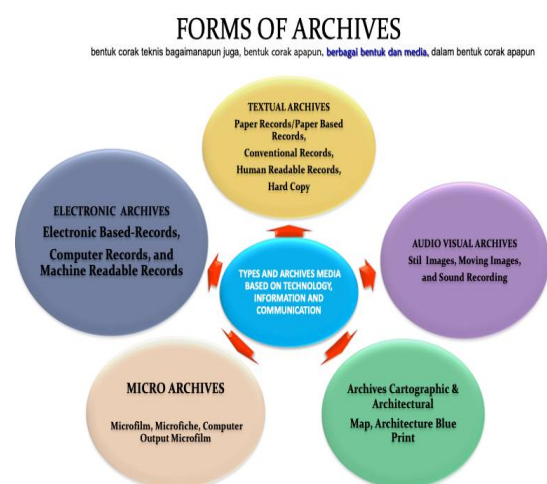 FORMS OF ARCHIVES
bentuk corak teknis bagaimanapun juga, bentuk corak apapun, berbagai bentuk dan media, dalam bentuk corak apapun
TEXTUAL ARCHIVES
Paper Records/Paper Based
Records,
Conventional Records,
Human Readable Records,
Hard Copy
ELECTRONIC ARCHIVES
Electronic Based-Records,
Computer Records, and
Machine Readable Records
AUDIO VISUAL ARCHIVES
Stil Images, Moving Images,
and Sound Recording
TYPES AND ARCHIVES MEDIA
BASED ON TECHNOLOGY,
INFORMATION AND
COMMUNICATION
MICRO ARCHIVES
Microfilm, Microfiche, Computer
Output Microfilm
Archives Cartographic &
Architectural
Map, Architecture Blue
Print